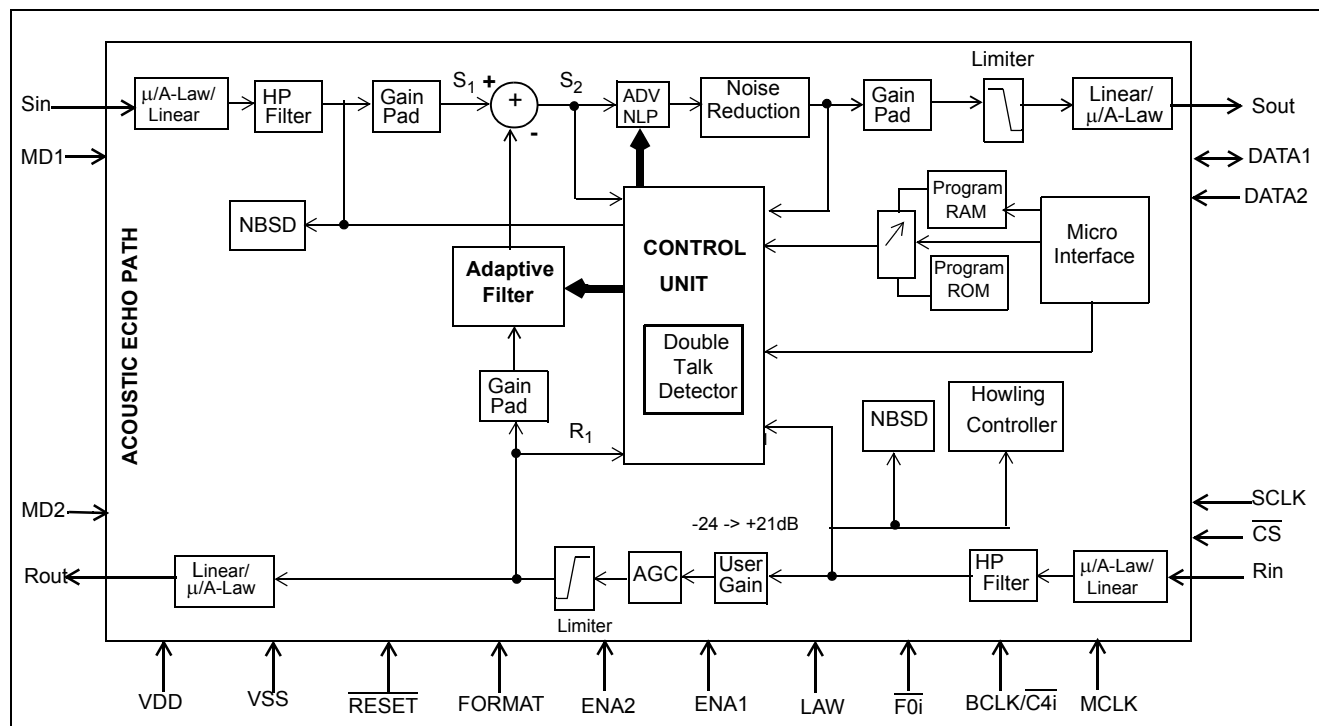 Limiter
Sin
μ/A-Law/
Linear
HP
Filter
Gain
Pad
S1
+
+
-
S2
ADV
NLP
Noise
Reduction
Gain
Pad
Linear/
μ/A-Law
Sout
MD1
DATA1
DATA2
NBSD
Program
RAM
Program
ROM
Micro
Interface
CONTROL
UNIT
Adaptive
Filter
Double
Talk
Detector
ACOUSTIC ECHO PATH
Gain
Pad
R1
NBSD
Howling
Controller
MD2
SCLK
CS
-24 -> +21dB
Rout
Linear/
μ/A-Law
Limiter
AGC
User
Gain
HP
Filter
μ/A-Law/
Linear
Rin
VDD
VSS
RESET
FORMAT
ENA2
ENA1
LAW
F0i
BCLK/C4i
MCLK